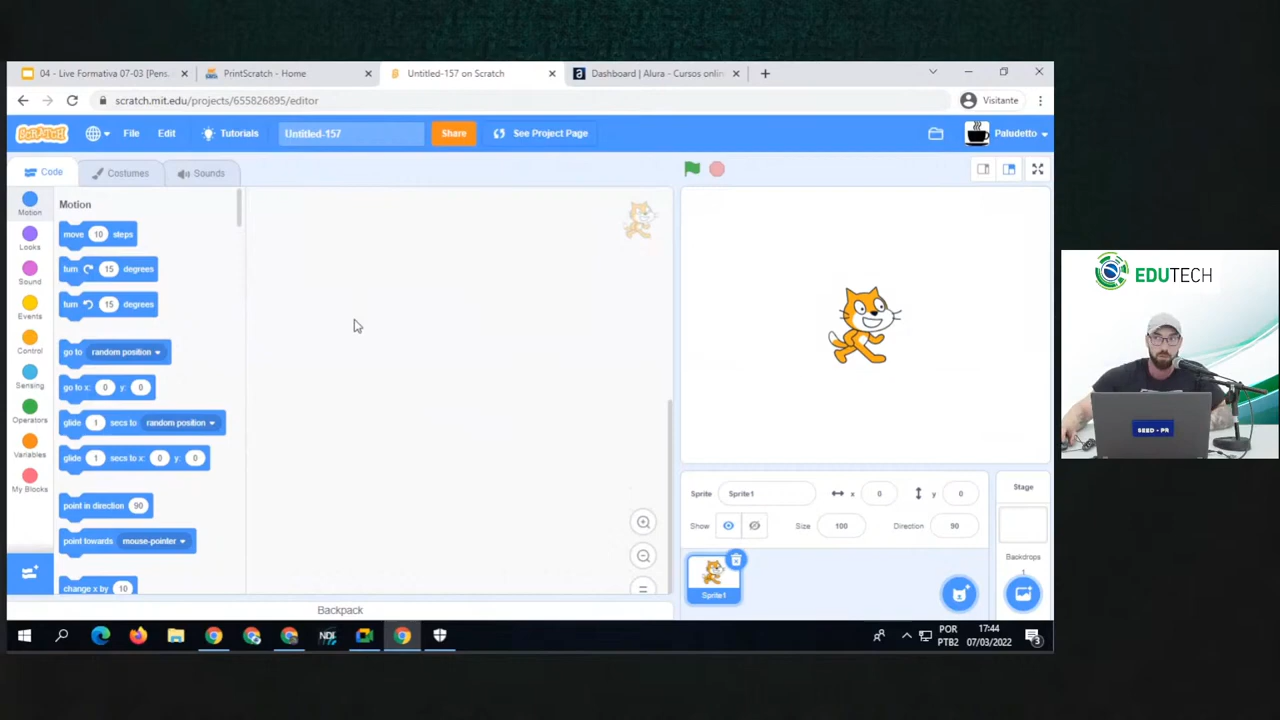 04 - Live Formativa 07-03 [Pens.
PrintScratch - Home
Untitled-157 on Scratch
Dashboard | Alura - Cursos onlin
scratch.mit.edu/projects/655826895/editor
Visitante
SCRATCH
File
Edit
Tutorials
Untitled-157
Share
See Project Page
Paludetto
Code
Costumes
Sounds
Motion
Looks
Sound
Events
Control
Sensing
Operators
Variables
My Blocks
Motion
move 10 steps
turn 15 degrees
turn 15 degrees
go to random position
go to x: 0 y: 0
glide 1 secs to random position
glide 1 secs to x: 0 y: 0
point in direction 90
point towards mouse-pointer
change x by 10
Backpack
Sprite Sprite1 x 0 y 0
Show Size 100 Direction 90
Sprite1
Stage
Backdrops
1
EDUTECH
SEED - PR
NDI
POR
PTB2
17:44
07/03/2022
3